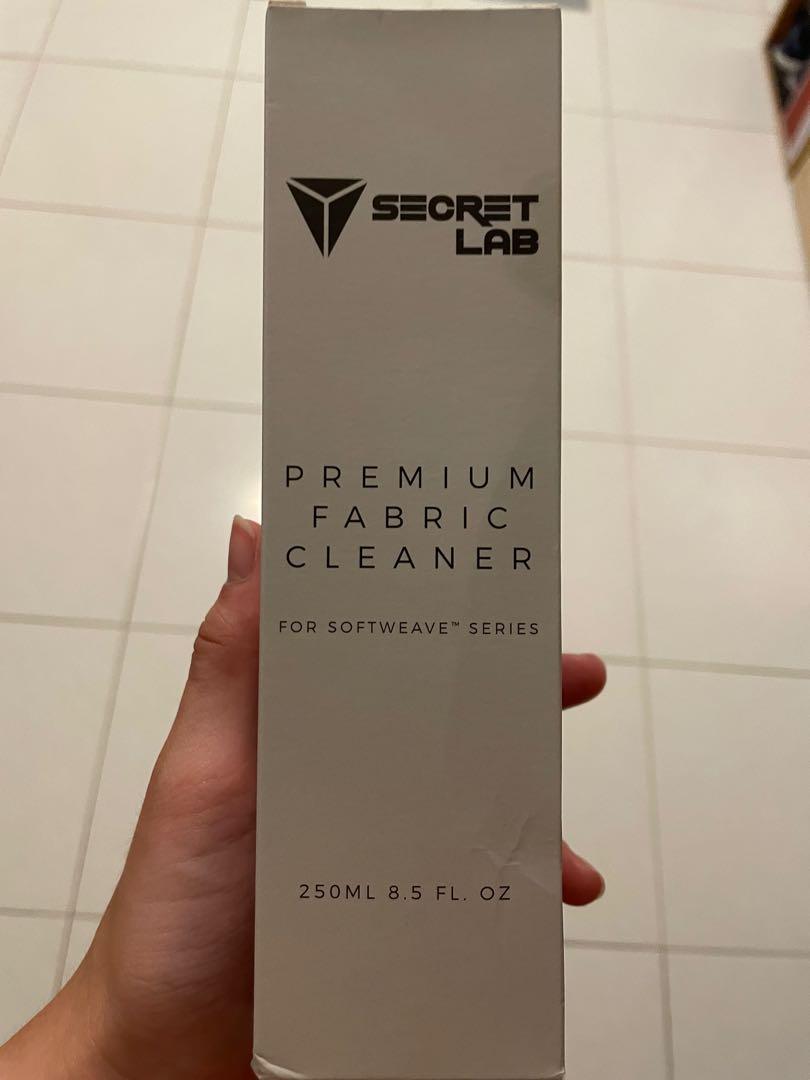 SECRET
LAB
PREMIUM
FABRIC
CLEANER
FOR SOFTWEAVE™ SERIES
250ML 8.5 FL. OZ